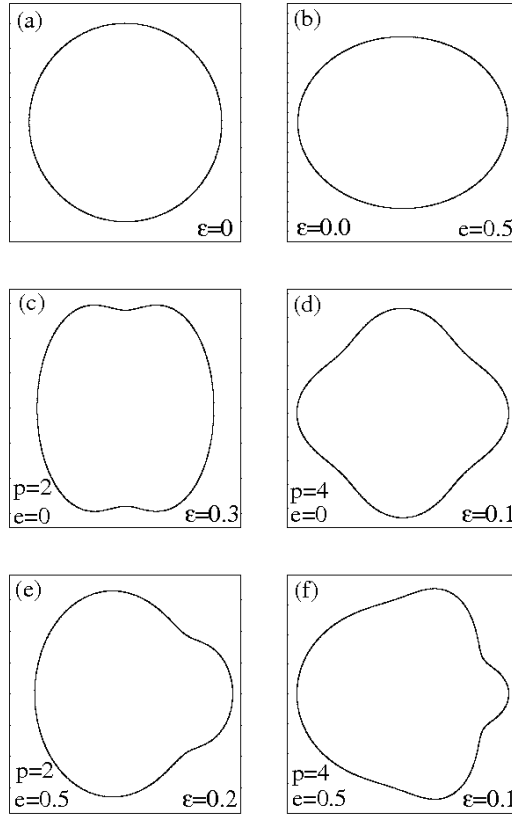 (a)
ε=0
(b)
ε=0.0 e=0.5
(c)
p=2
e=0 ε=0.3
(d)
p=4
e=0 ε=0.1
(e)
p=2
e=0.5 ε=0.2
(f)
p=4
e=0.5 ε=0.1